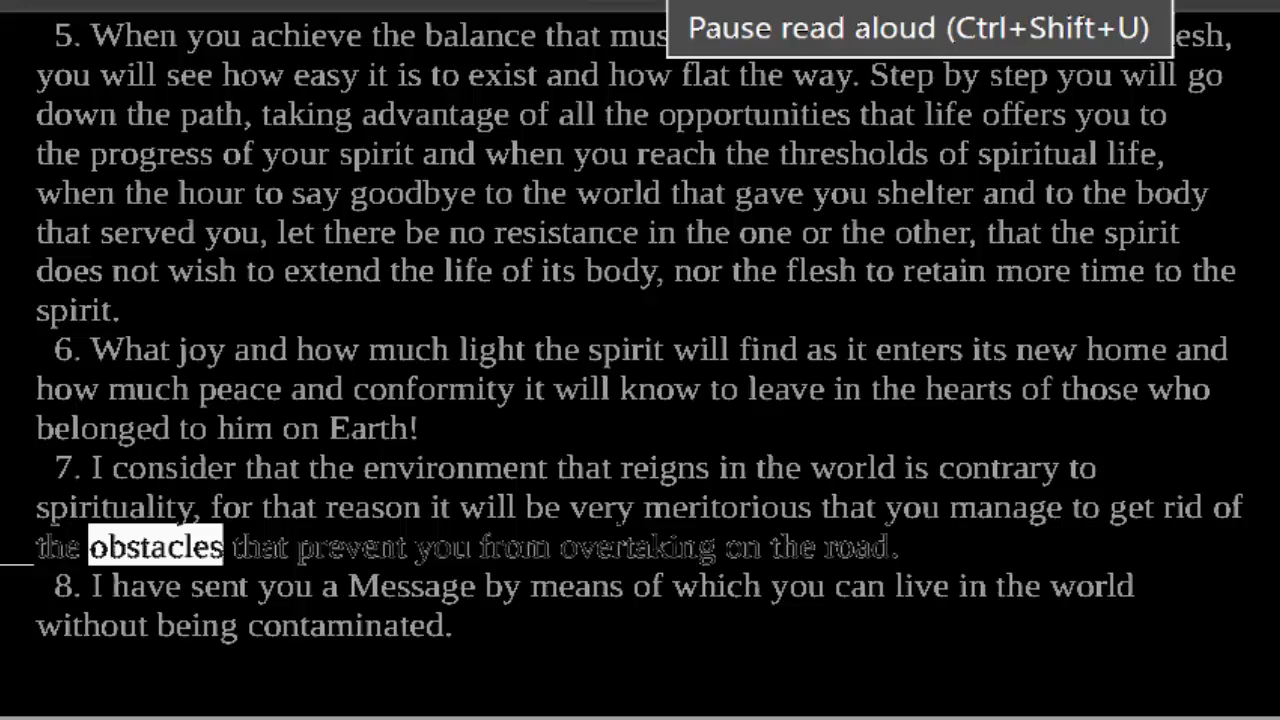 Pause read aloud (Ctrl+Shift+U)
5. When you achieve the balance that
you will see how easy it is to exist and how flat the way. Step by step you will go
down the path, taking advantage of all the opportunities that life offers you to
the progress of your spirit and when you reach the thresholds of spiritual life,
when the hour to say goodbye to the world that gave you shelter and to the body
that served you, let there be no resistance in the one or the other, that the spirit
does not wish to extend the life of its body, nor the flesh to retain more time to the
spirit.
6. What joy and how much light the spirit will find as it enters its new home and
how much peace and conformity it will know to leave in the hearts of those who
belonged to him on Earth!
7. I consider that the environment that reigns in the world is contrary to
spirituality, for that reason it will be very meritorious that you manage to get rid of
the obstacles that prevent you from overtaking on the road.
8. I have sent you a Message by means of which you can live in the world
without being contaminated.